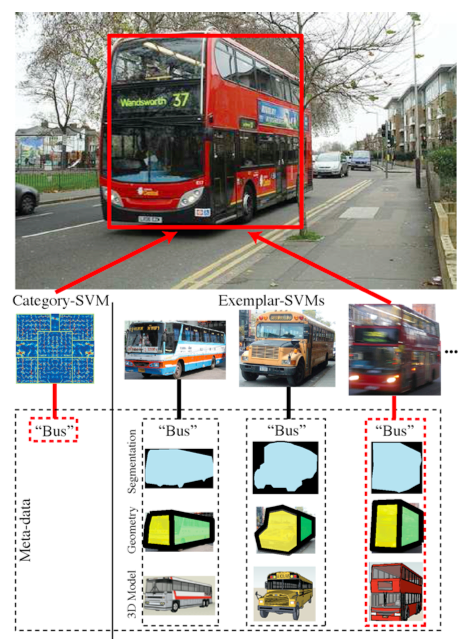 Wandsworth 37
Category-SVM
Exemplar-SVMs
...
"Bus"
"Bus"
"Bus"
"Bus"
Meta-data
Segmentation
Geometry
3D Model